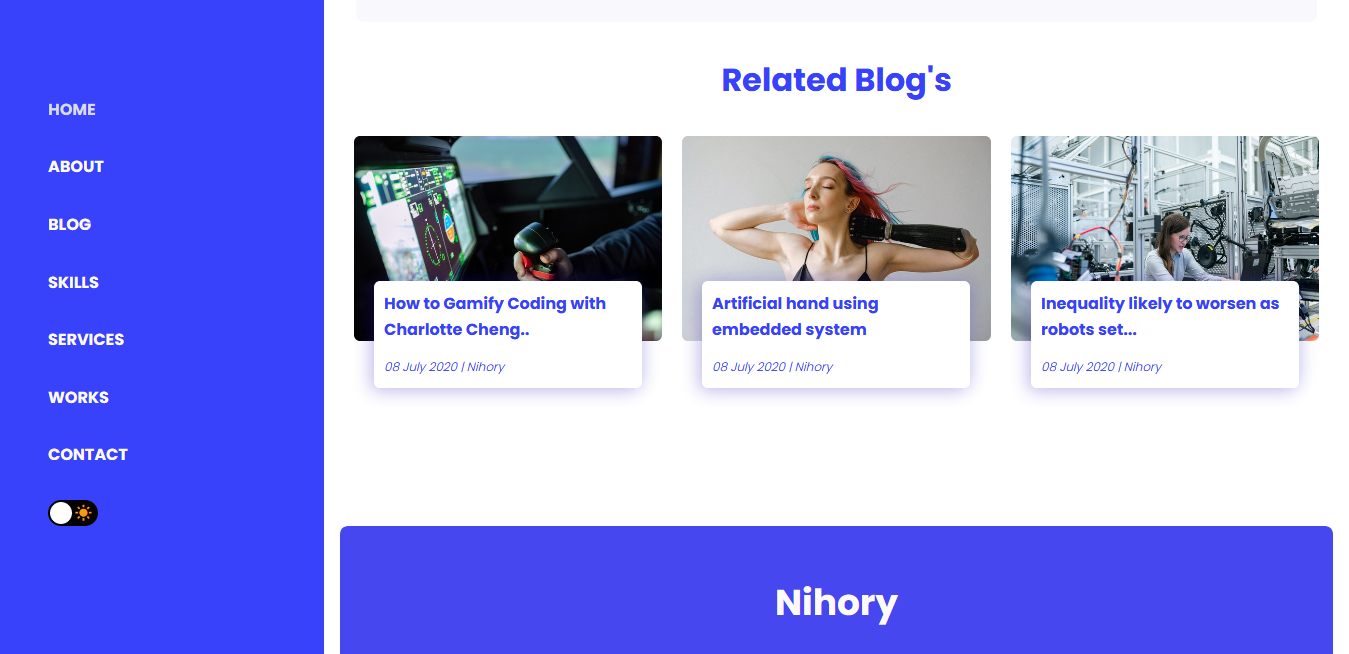 HOME
ABOUT
BLOG
SKILLS
SERVICES
WORKS
CONTACT
Related Blog's
How to Gamify Coding with
Charlotte Cheng..
08 July 2020 | Nihory
Artificial hand using
embedded system
08 July 2020 | Nihory
Inequality likely to worsen as
robots set...
08 July 2020 | Nihory
Nihory